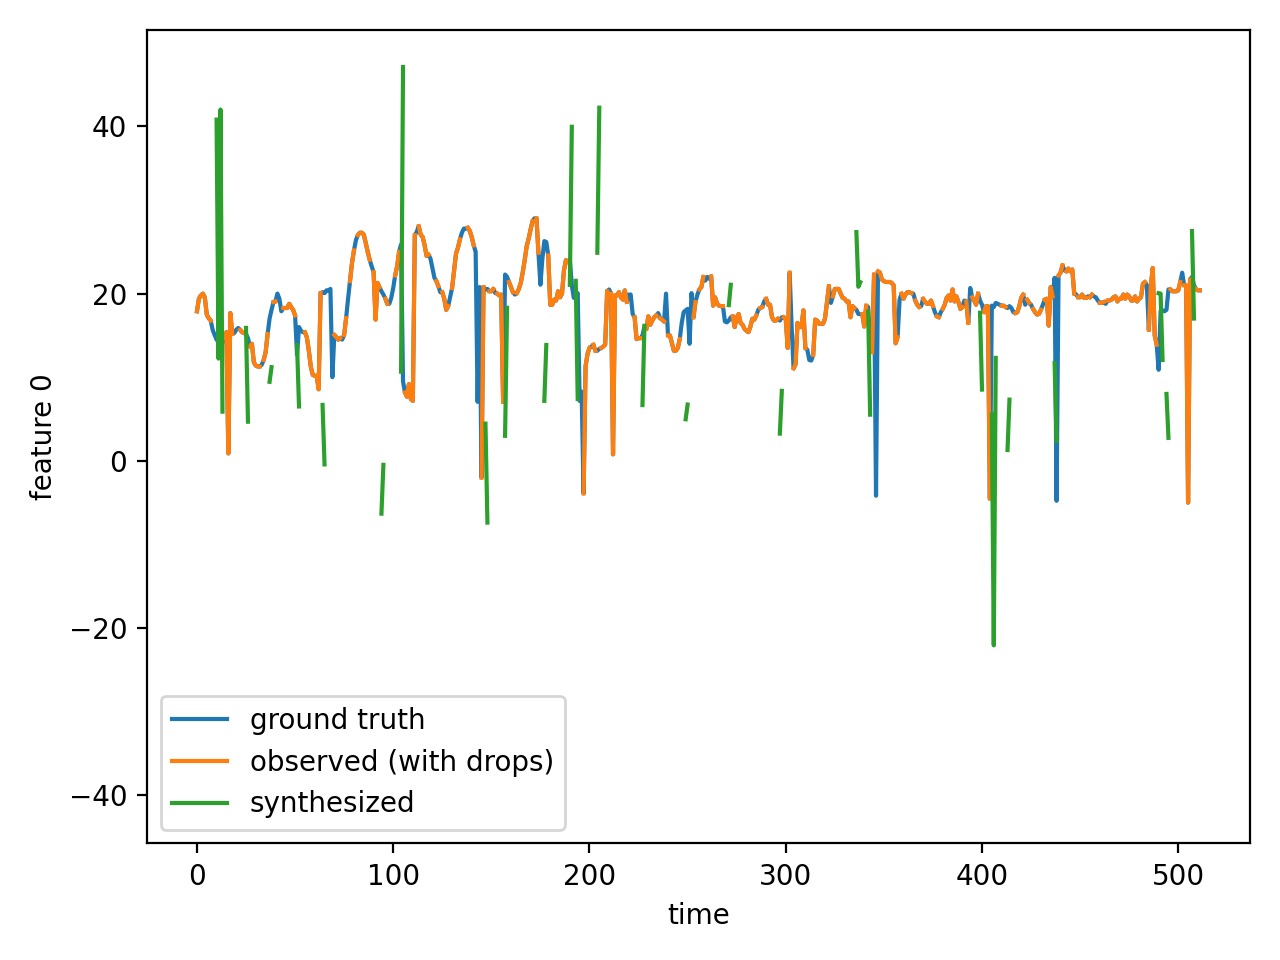 40
20
0
−20
−40
feature 0
ground truth
observed (with drops)
synthesized
0 100 200 300 400 500
time